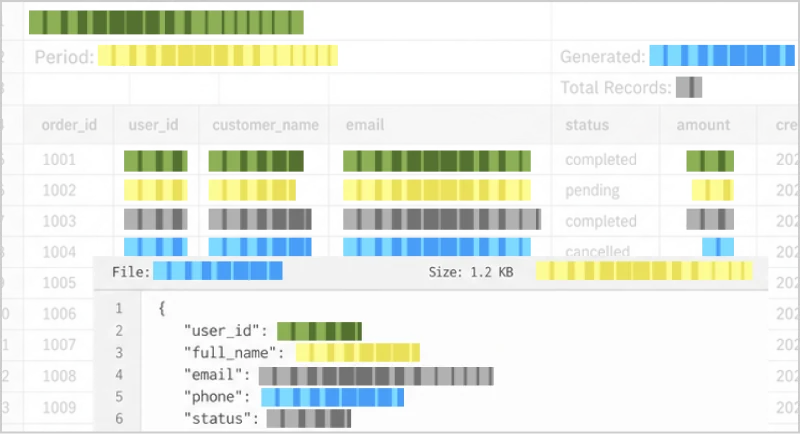 Period:
Generated:
Total Records:
order_id user_id customer_name email status amount
1001 completed
1002 pending
1003 completed
1004 cancelled
1005
1006
1007
1008
1009
File: Size: 1.2 KB
1 {
2 "user_id":
3 "full_name":
4 "email":
5 "phone":
6 "status":